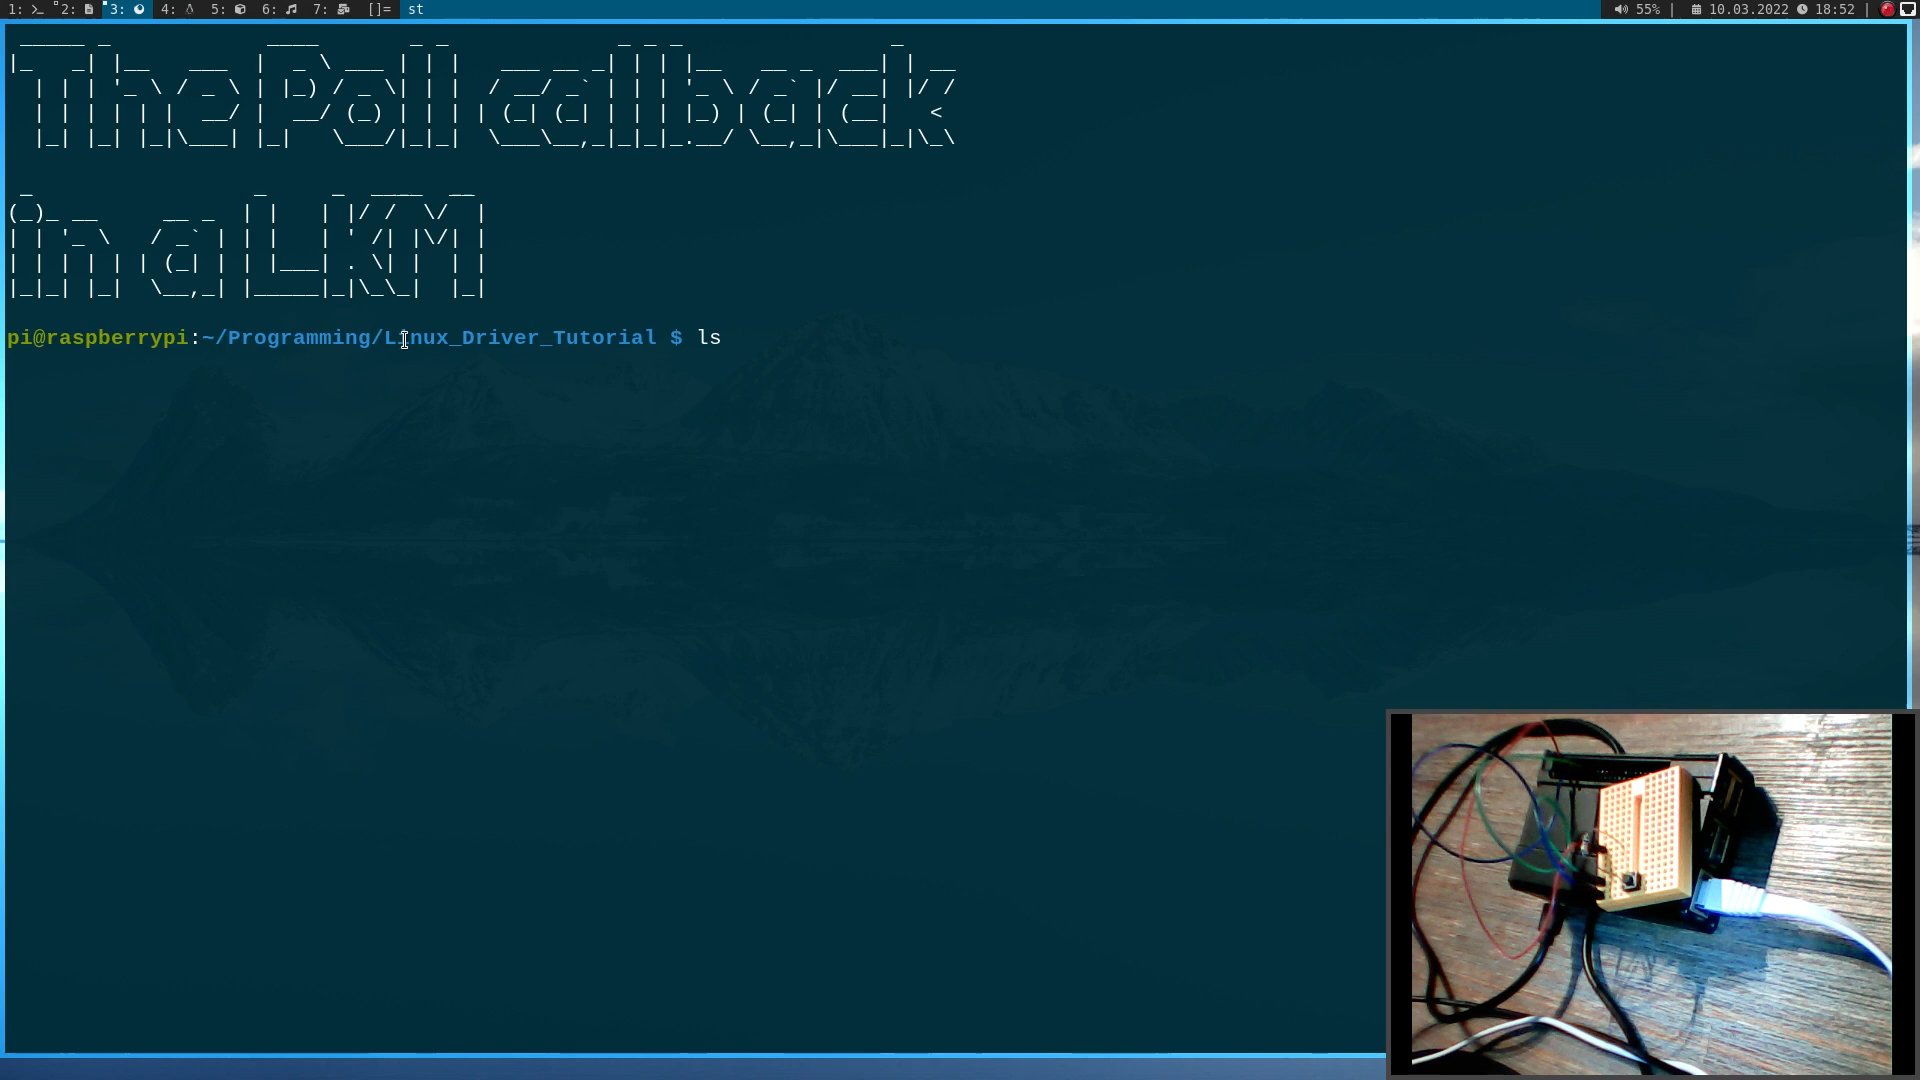 1: 2: 3: 4: 5: 6: 7: []= st 55% | 10.03.2022 18:52 |
The Poll callback
in a LKM
pi@raspberrypi:~/Programming/Linux_Driver_Tutorial $ ls